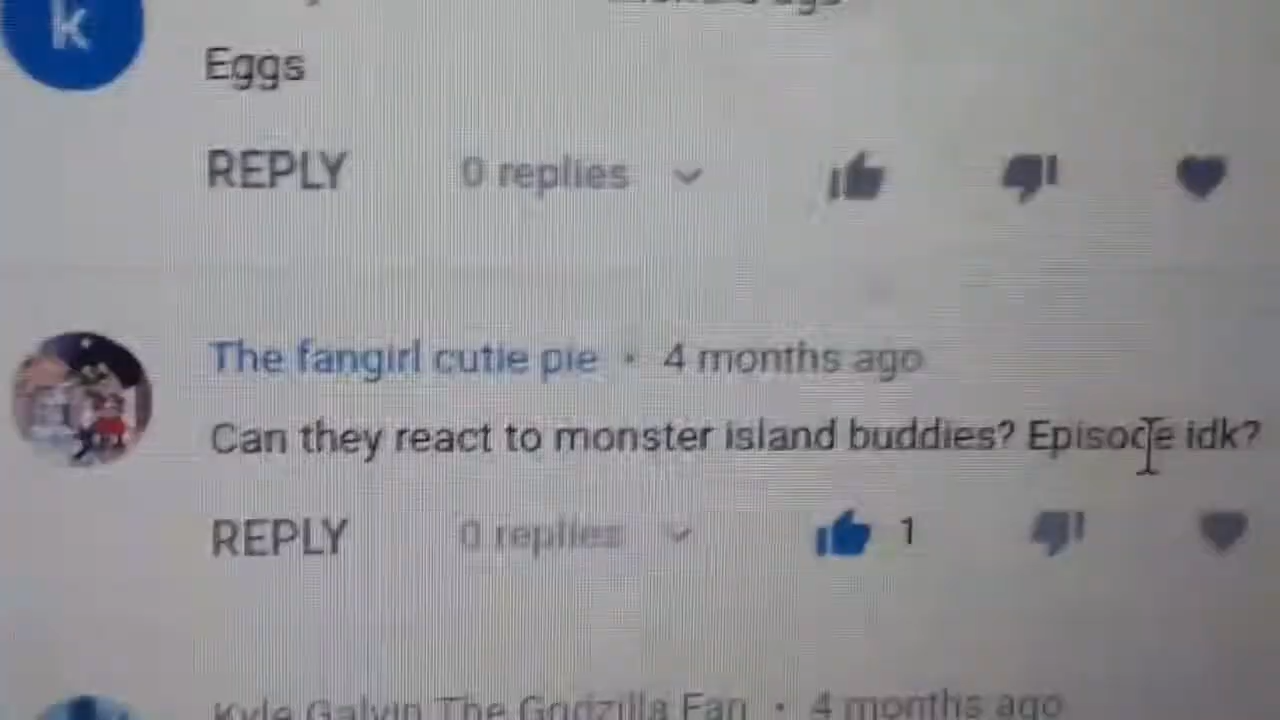 k
Eggs
REPLY 0 replies
The fangirl cutie pie · 4 months ago
Can they react to monster island buddies? Episode idk?
REPLY 0 replies 1
Kyle Galvin The Godzilla Fan · 4 months ago